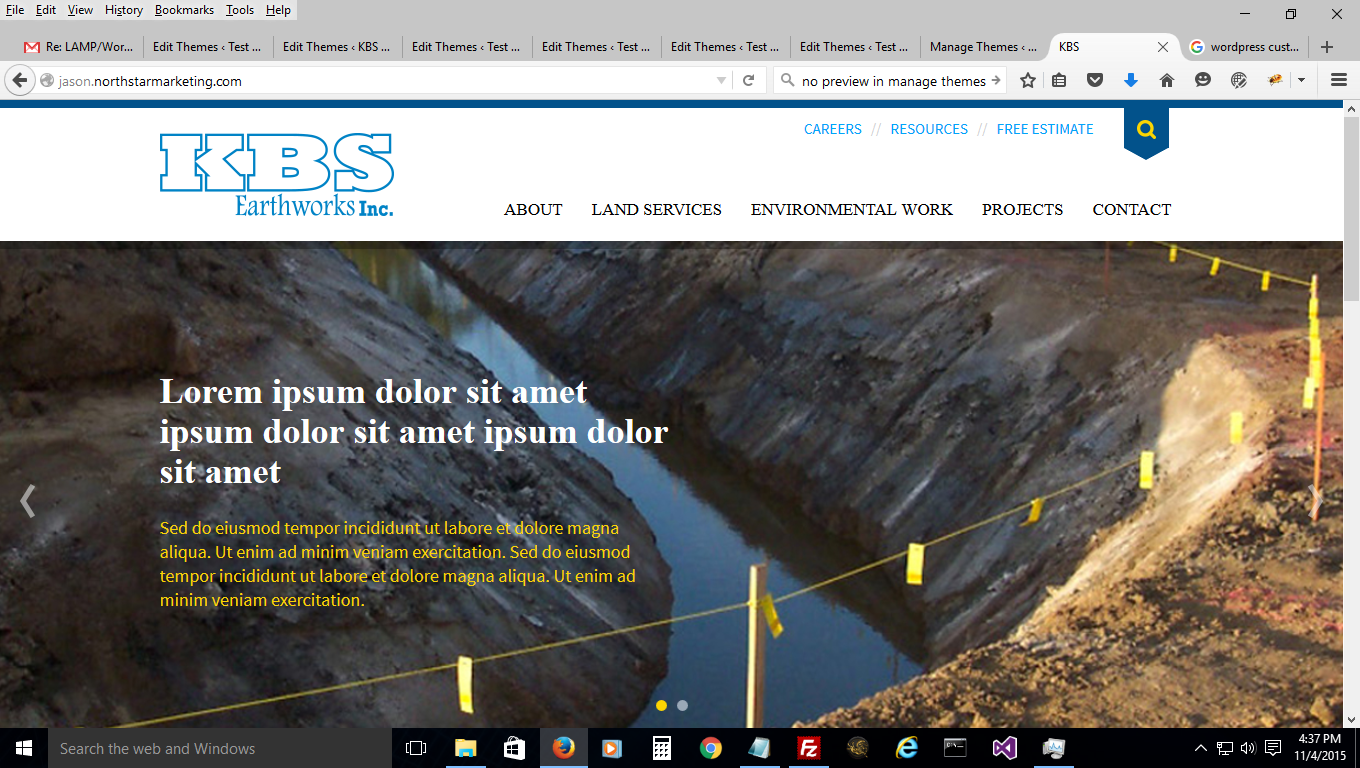 File Edit View History Bookmarks Tools Help
Re: LAMP/Wor... Edit Themes ‹ Test ... Edit Themes ‹ KBS ... Edit Themes ‹ Test ... Edit Themes ‹ Test ... Edit Themes ‹ Test ... Edit Themes ‹ Test ... Manage Themes ‹ ... KBS wordpress cust...
jason.northstarmarketing.com no preview in manage themes
CAREERS // RESOURCES // FREE ESTIMATE
KBS
Earthworks Inc.
ABOUT LAND SERVICES ENVIRONMENTAL WORK PROJECTS CONTACT
Lorem ipsum dolor sit amet
ipsum dolor sit amet ipsum dolor
sit amet
Sed do eiusmod tempor incididunt ut labore et dolore magna
aliqua. Ut enim ad minim veniam exercitation. Sed do eiusmod
tempor incididunt ut labore et dolore magna aliqua. Ut enim ad
minim veniam exercitation.
Search the web and Windows
4:37 PM
11/4/2015